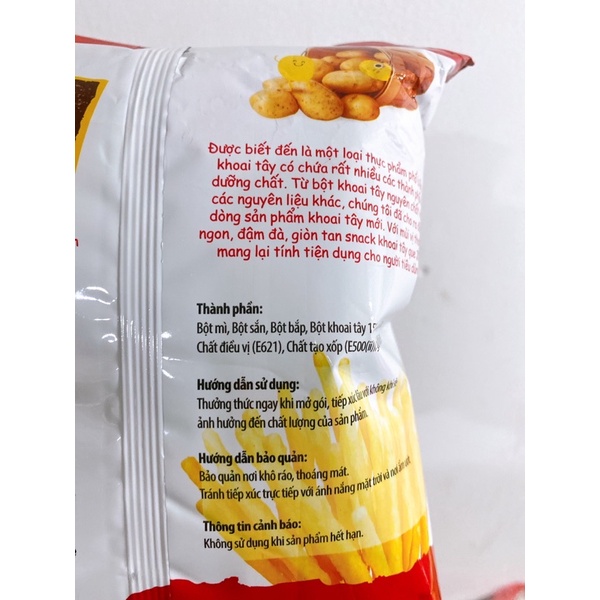 Được biết đến là một loại thực phẩm
khoai tây có chứa rất nhiều các thành
dưỡng chất. Từ bột khoai tây nguyên
các nguyên liệu khác, chúng tôi đã cho
dòng sản phẩm khoai tây mới. Với mùi
ngon, đậm đà, giòn tan snack khoai tây
mang lại tính tiện dụng cho người tiêu
Thành phần:
Bột mì, Bột sắn, Bột bắp, Bột khoai tây
Chất điều vị (E621), Chất tạo xốp (E500(ii)),
Hướng dẫn sử dụng:
Thưởng thức ngay khi mở gói, tiếp xúc lâu với không khí
ảnh hưởng đến chất lượng của sản phẩm.
Hướng dẫn bảo quản:
Bảo quản nơi khô ráo, thoáng mát.
Tránh tiếp xúc trực tiếp với ánh nắng mặt trời và nơi ẩm ướt.
Thông tin cảnh báo:
Không sử dụng khi sản phẩm hết hạn.